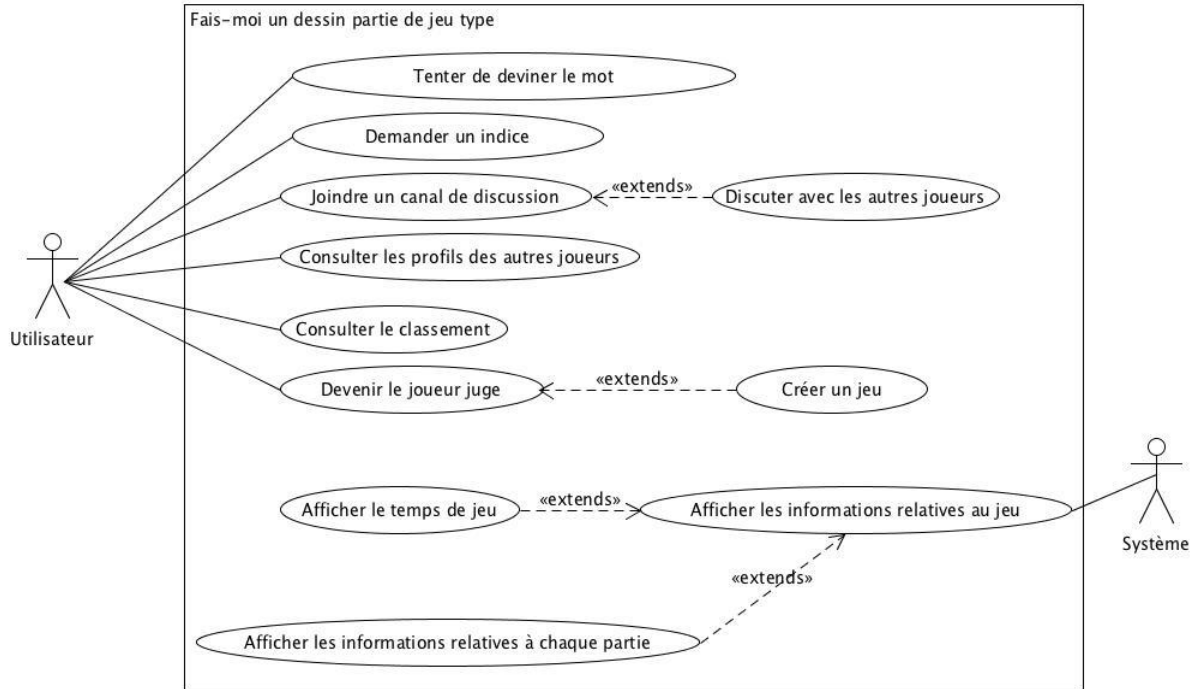 Fais-moi un dessin partie de jeu type
Tenter de deviner le mot
Demander un indice
Joindre un canal de discussion
«extends»
Discuter avec les autres joueurs
Consulter les profils des autres joueurs
Utilisateur
Consulter le classement
Devenir le joueur juge
«extends»
Créer un jeu
Afficher le temps de jeu
«extends»
Afficher les informations relatives au jeu
Système
«extends»
Afficher les informations relatives à chaque partie